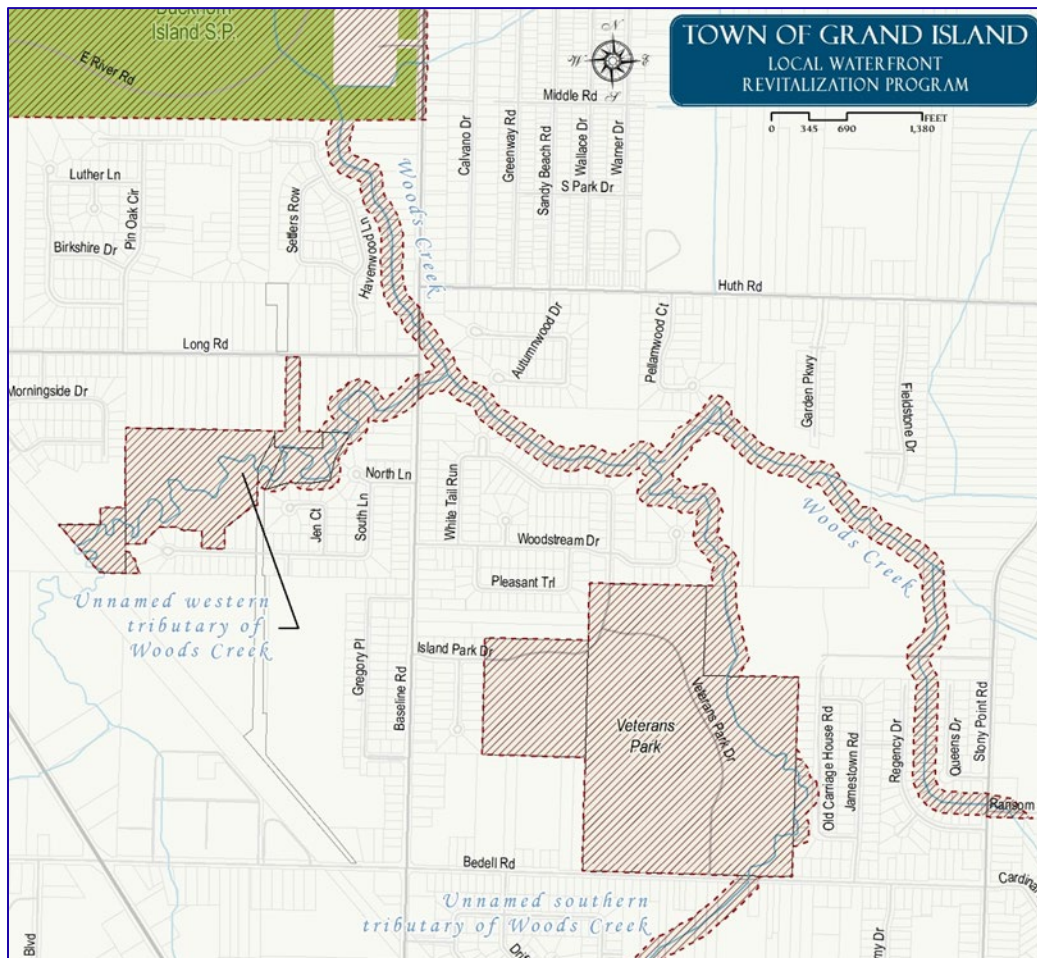 Buckhorn
Island S.P.
E River Rd
TOWN OF GRAND ISLAND
LOCAL WATERFRONT
REVITALIZATION PROGRAM
N
W
E
S
0 345 690 1,380
FEET
Middle Rd
Calvano Dr
Greenway Rd
Sandy Beach Rd
Wallace Dr
Warner Dr
S Park Dr
Woods Creek
Luther Ln
Pin Oak Cir
Birkshire Dr
Settlers Row
Havenwood Ln
Huth Rd
Long Rd
Autumnwood Dr
Pellamwood Ct
Garden Pkwy
Fieldstone Dr
Morningside Dr
North Ln
White Tail Run
Jen Ct
South Ln
Woodstream Dr
Woods Creek
Pleasant Trl
Unnamed western
tributary of
Woods Creek
Island Park Dr
Gregory Pl
Baseline Rd
Veterans
Park
Veterans Park Dr
Old Carriage House Rd
Jamestown Rd
Regency Dr
Queens Dr
Stony Point Rd
Ransom
Bedell Rd
Cardina
Unnamed southern
tributary of Woods Creek
Blvd
Drif
my Dr